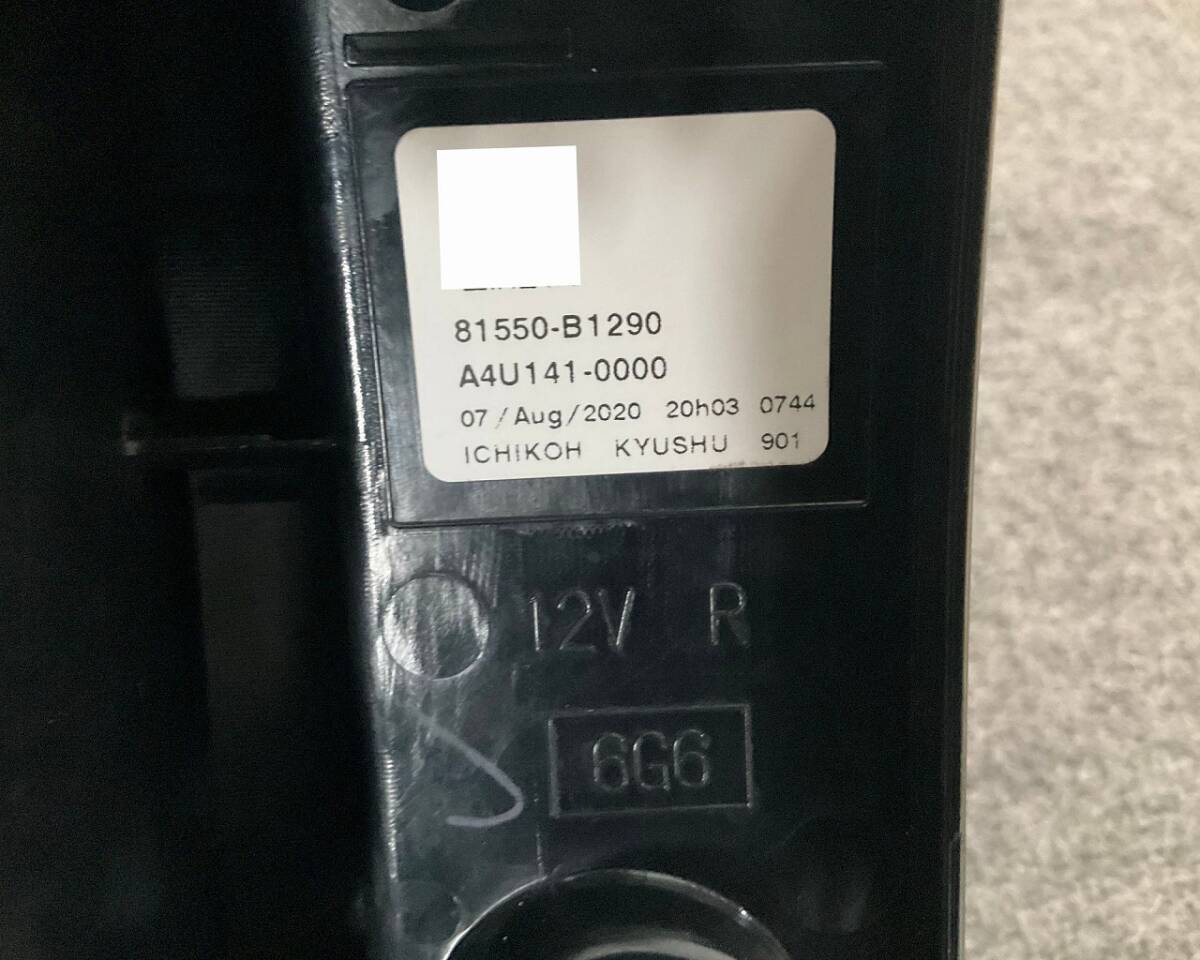 81550-B1290
A4U141-0000
07/Aug/2020 20h03 0744
ICHIKOH KYUSHU 901
12V R
6G6